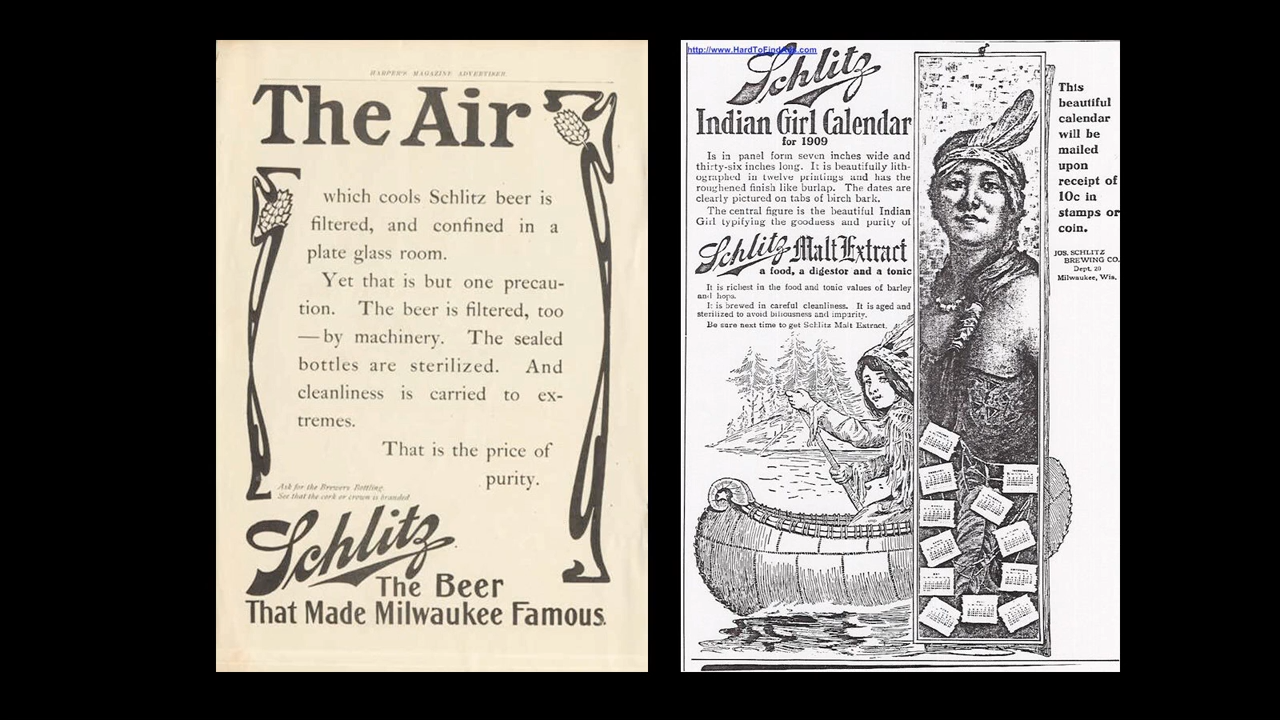 HARPER'S MAGAZINE ADVERTISER.
The Air
which cools Schlitz beer is
filtered, and confined in a
plate glass room.
Yet that is but one precau-
tion. The beer is filtered, too
—by machinery. The sealed
bottles are sterilized. And
cleanliness is carried to ex-
tremes.
That is the price of
purity.
Ask for the Brewers Bottling.
See that the cork or crown is branded
Schlitz
The Beer
That Made Milwaukee Famous.
http://www.HardToFind
.com
Schlitz
Indian Girl Calendar
for 1909
Is in panel form seven inches wide and
thirty-six inches long. It is beautifully lith-
ographed in twelve printings and has the
roughened finish like burlap. The dates are
clearly pictured on tabs of birch bark.
The central figure is the beautiful Indian
Girl typifying the goodness and purity of
Schlitz Malt Extract
a food, a digestor and a tonic
It is richest in the food and tonic values of barley
and hops.
It is brewed in careful cleanliness. It is aged and
sterilized to avoid biliousness and impurity.
Be sure next time to get Schlitz Malt Extract.
This
beautiful
calendar
will be
mailed
upon
receipt of
10c in
stamps or
coin.
JOS. SCHLITZ
BREWING CO.
Dept. 20
Milwaukee, Wis.